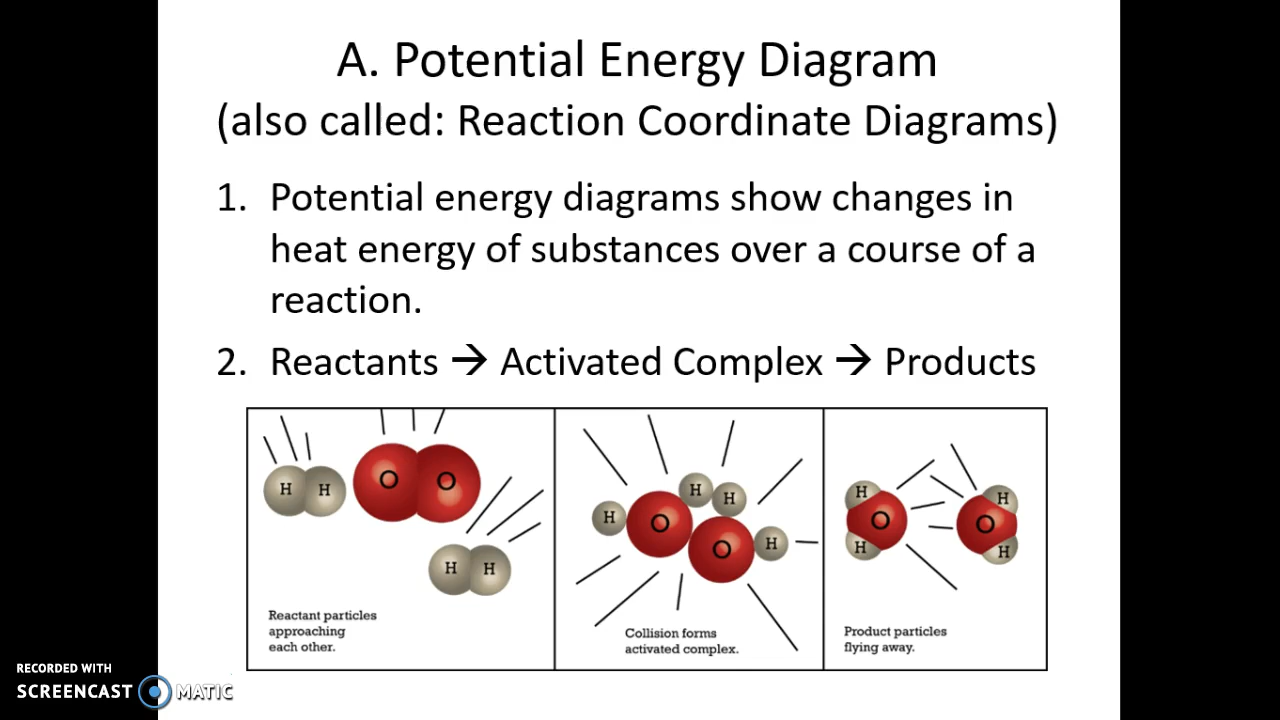 A. Potential Energy Diagram
(also called: Reaction Coordinate Diagrams)
1. Potential energy diagrams show changes in
heat energy of substances over a course of a
reaction.
2. Reactants → Activated Complex → Products
H H O O
H H
Reactant particles
approaching
each other.
H H
H O
O H
Collision forms
activated complex.
H H
O O
H H
Product particles
flying away.
RECORDED WITH
SCREENCAST MATIC